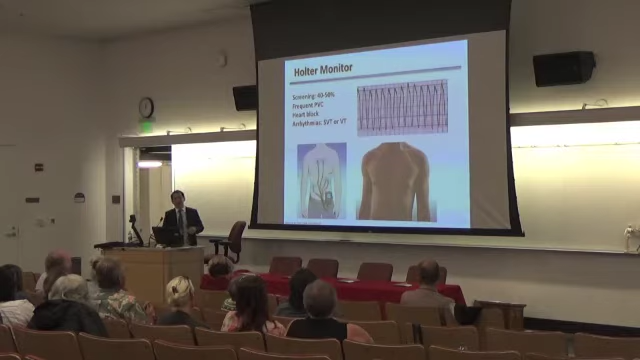 Holter Monitor
Screening: 40-50%
Frequent PVC
Heart block
Arrhythmias: SVT or VT